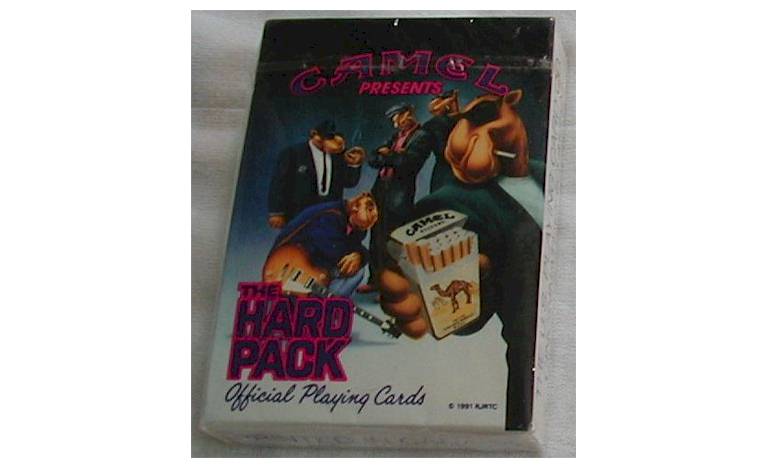 CAMEL
PRESENTS
CAMEL
THE
HARD
PACK
Official Playing Cards
© 1991 RJRTC